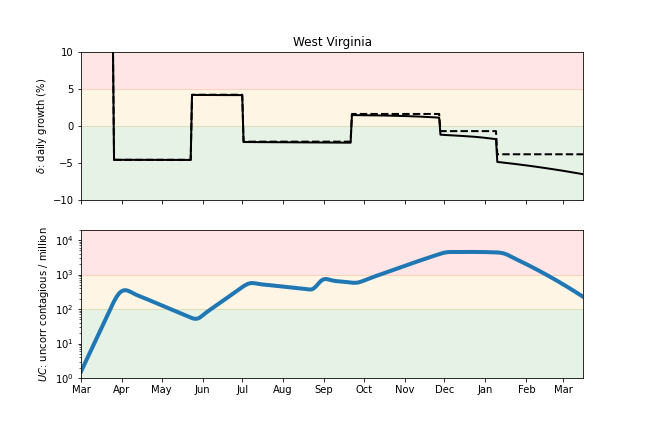 West Virginia
δ: daily growth (%)
10
5
0
−5
−10
UC: uncorr contagious / million
10⁴
10³
10²
10¹
10⁰
Mar Apr May Jun Jul Aug Sep Oct Nov Dec Jan Feb Mar